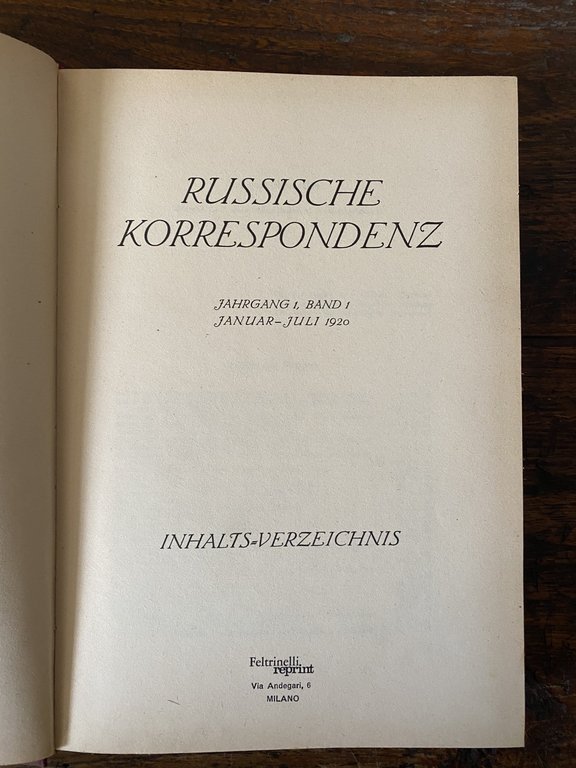 RUSSISCHE
KORRESPONDENZ
JAHRGANG 1, BAND 1
JANUAR-JULI 1920
INHALTS=VERZEICHNIS
Feltrinelli
reprint
Via Andegari, 6
MILANO